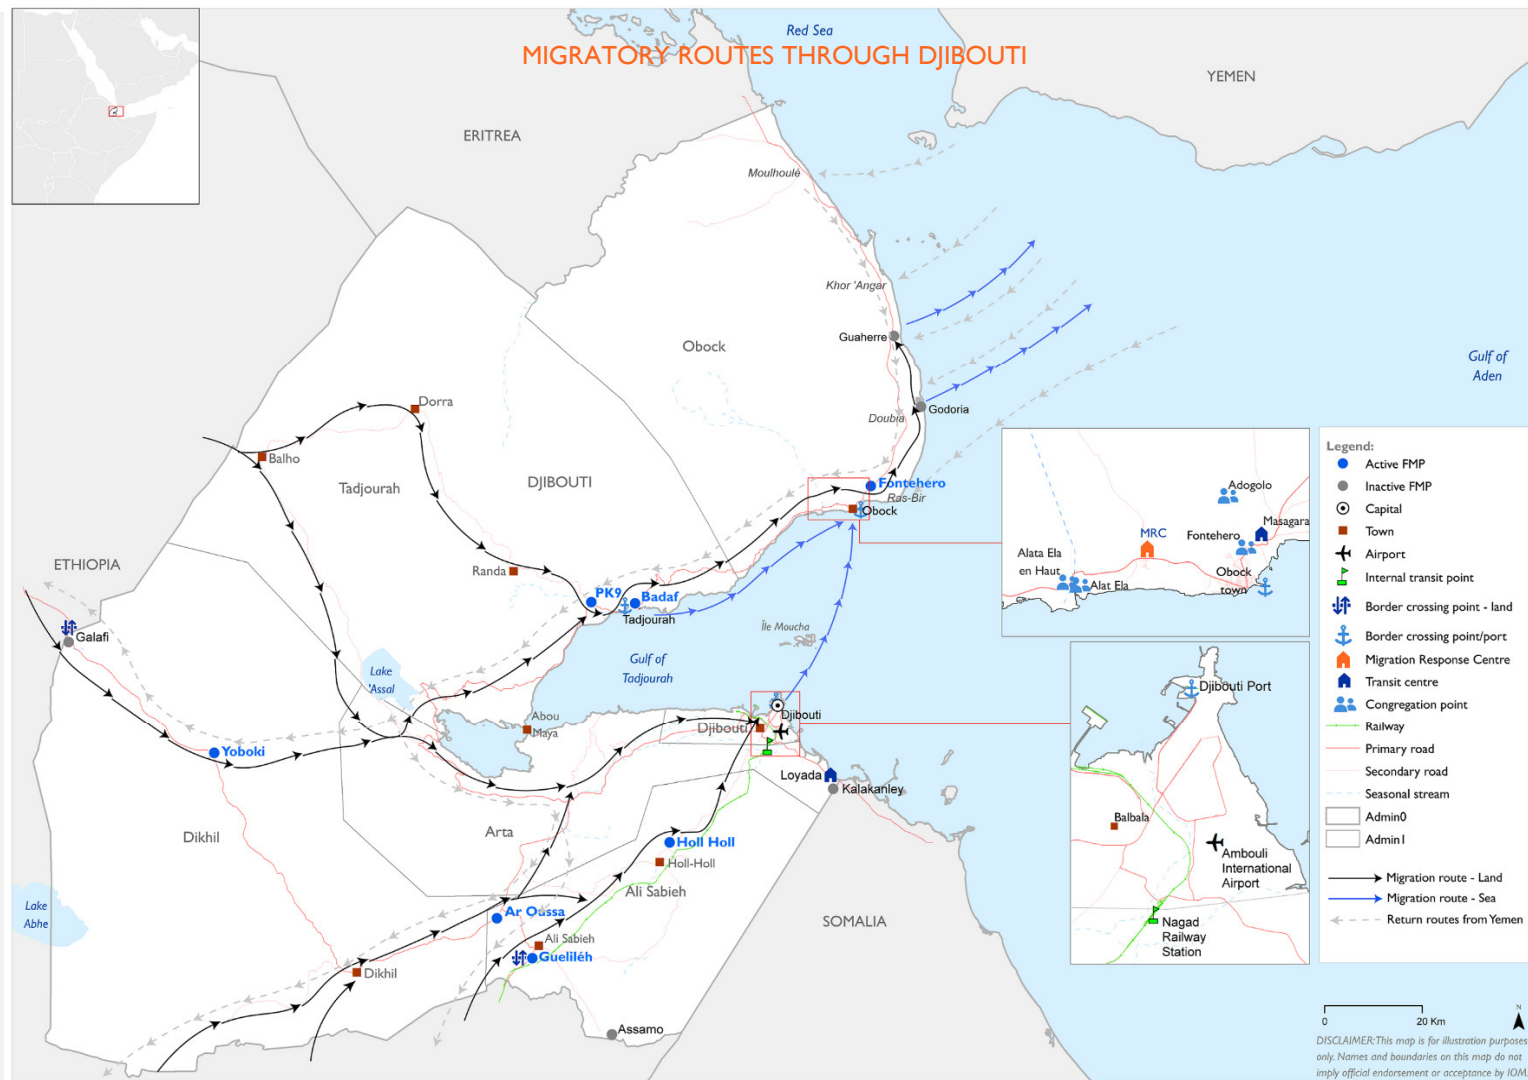 Red Sea
MIGRATORY ROUTES THROUGH DJIBOUTI
YEMEN
ERITREA
Moulhoulé
Khor 'Angar
Guaherre
Obock
Gulf of
Aden
Dorra
Godoria
Doubia
Balho
Tadjourah
DJIBOUTI
Fontehero
Ras-Bir
Obock
ETHIOPIA
Randa
PK9
Badaf
Tadjourah
Galafi
Île Moucha
Lake
'Assal
Gulf of
Tadjourah
Abou
Maya
Djibouti
Djibouti
Yoboki
Loyada
Kalakanley
Dikhil
Arta
Holl Holl
Holl-Holl
Ali Sabieh
Lake
Abhe
Ar Oussa
SOMALIA
Ali Sabieh
Gueliléh
Dikhil
Assamo
Adogolo
Masagara
MRC
Fontehero
Alata Ela
en Haut
Alat Ela
Obock
town
Djibouti Port
Balbala
Ambouli
International
Airport
Nagad
Railway
Station
Legend:
Active FMP
Inactive FMP
Capital
Town
Airport
Internal transit point
Border crossing point - land
Border crossing point/port
Migration Response Centre
Transit centre
Congregation point
Railway
Primary road
Secondary road
Seasonal stream
Admin0
Admin1
Migration route - Land
Migration route - Sea
Return routes from Yemen
0 20 Km
N
DISCLAIMER: This map is for illustration purposes
only. Names and boundaries on this map do not
imply official endorsement or acceptance by IOM.